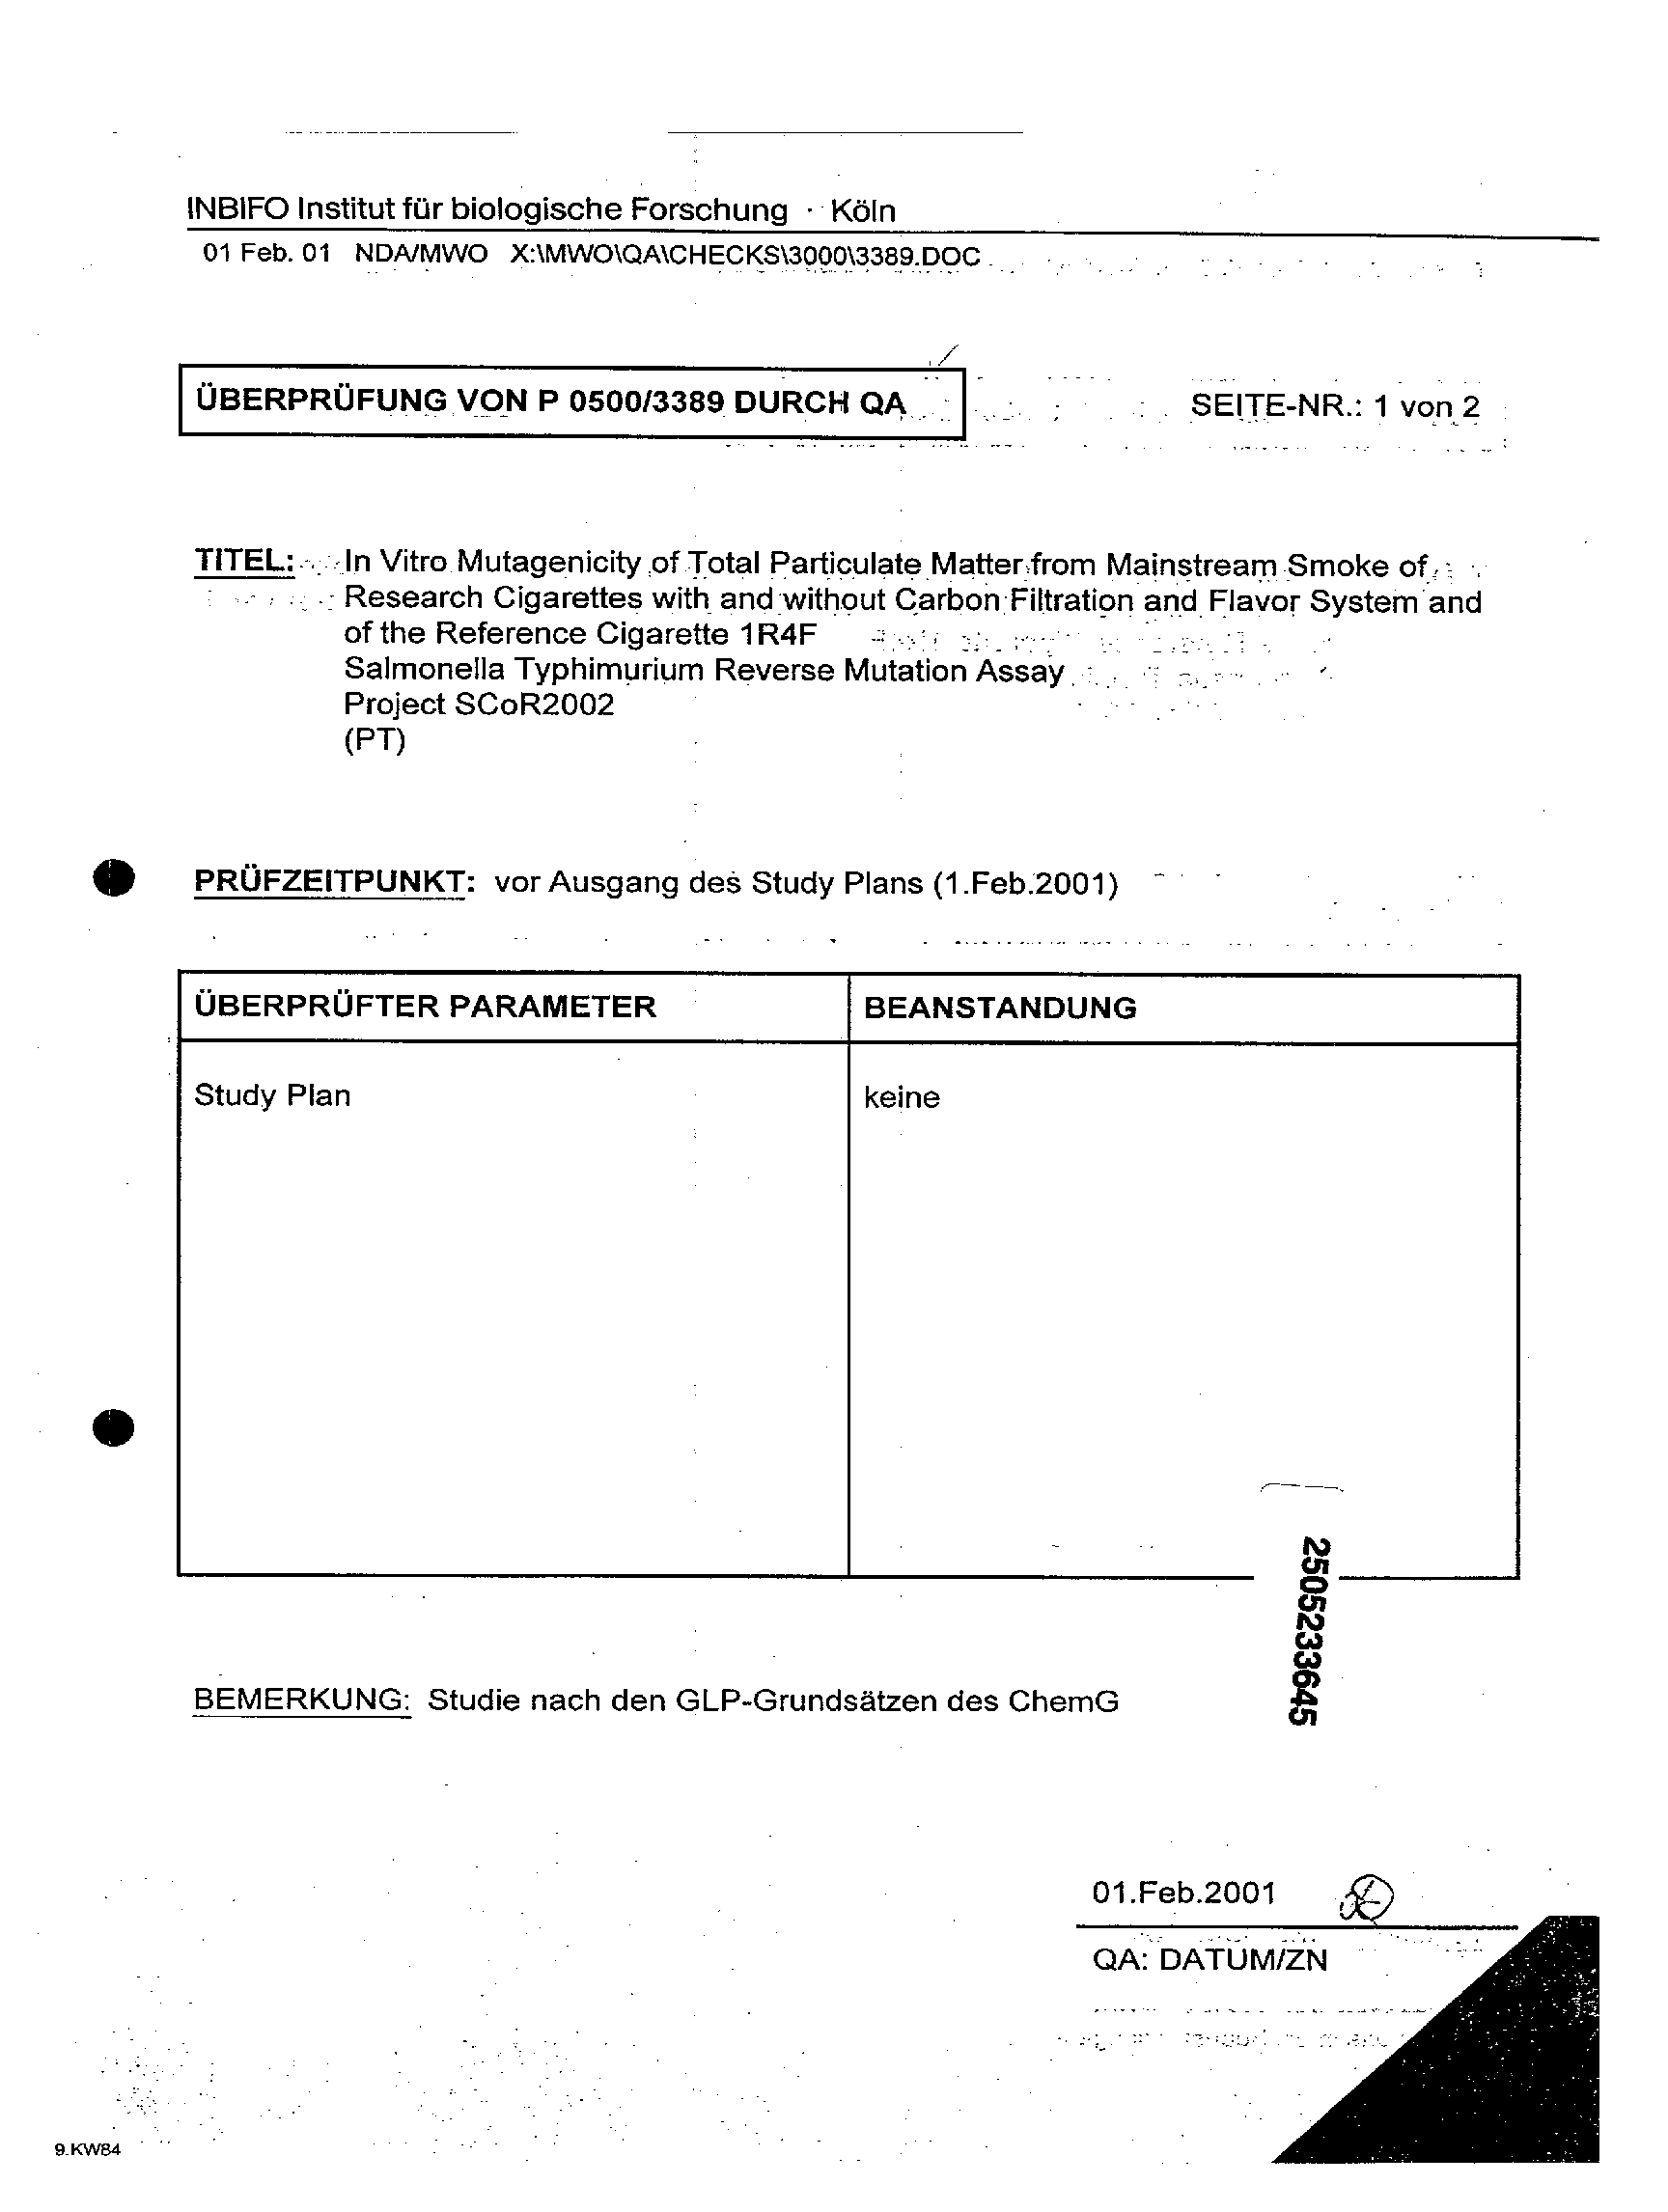 INBIFO Institut für biologische Forschung · Köln
01 Feb. 01 NDA/MWO X:\MWO\QA\CHECKS\3000\3389.DOC
ÜBERPRÜFUNG VON P 0500/3389 DURCH QA
SEITE-NR.: 1 von 2
TITEL: In Vitro Mutagenicity of Total Particulate Matter from Mainstream Smoke of
Research Cigarettes with and without Carbon Filtration and Flavor System and
of the Reference Cigarette 1R4F
Salmonella Typhimurium Reverse Mutation Assay
Project SCoR2002
(PT)
PRÜFZEITPUNKT: vor Ausgang des Study Plans (1.Feb.2001)
ÜBERPRÜFTER PARAMETER BEANSTANDUNG
Study Plan keine
2505233645
BEMERKUNG: Studie nach den GLP-Grundsätzen des ChemG
01.Feb.2001
QA: DATUM/ZN
9.KW84